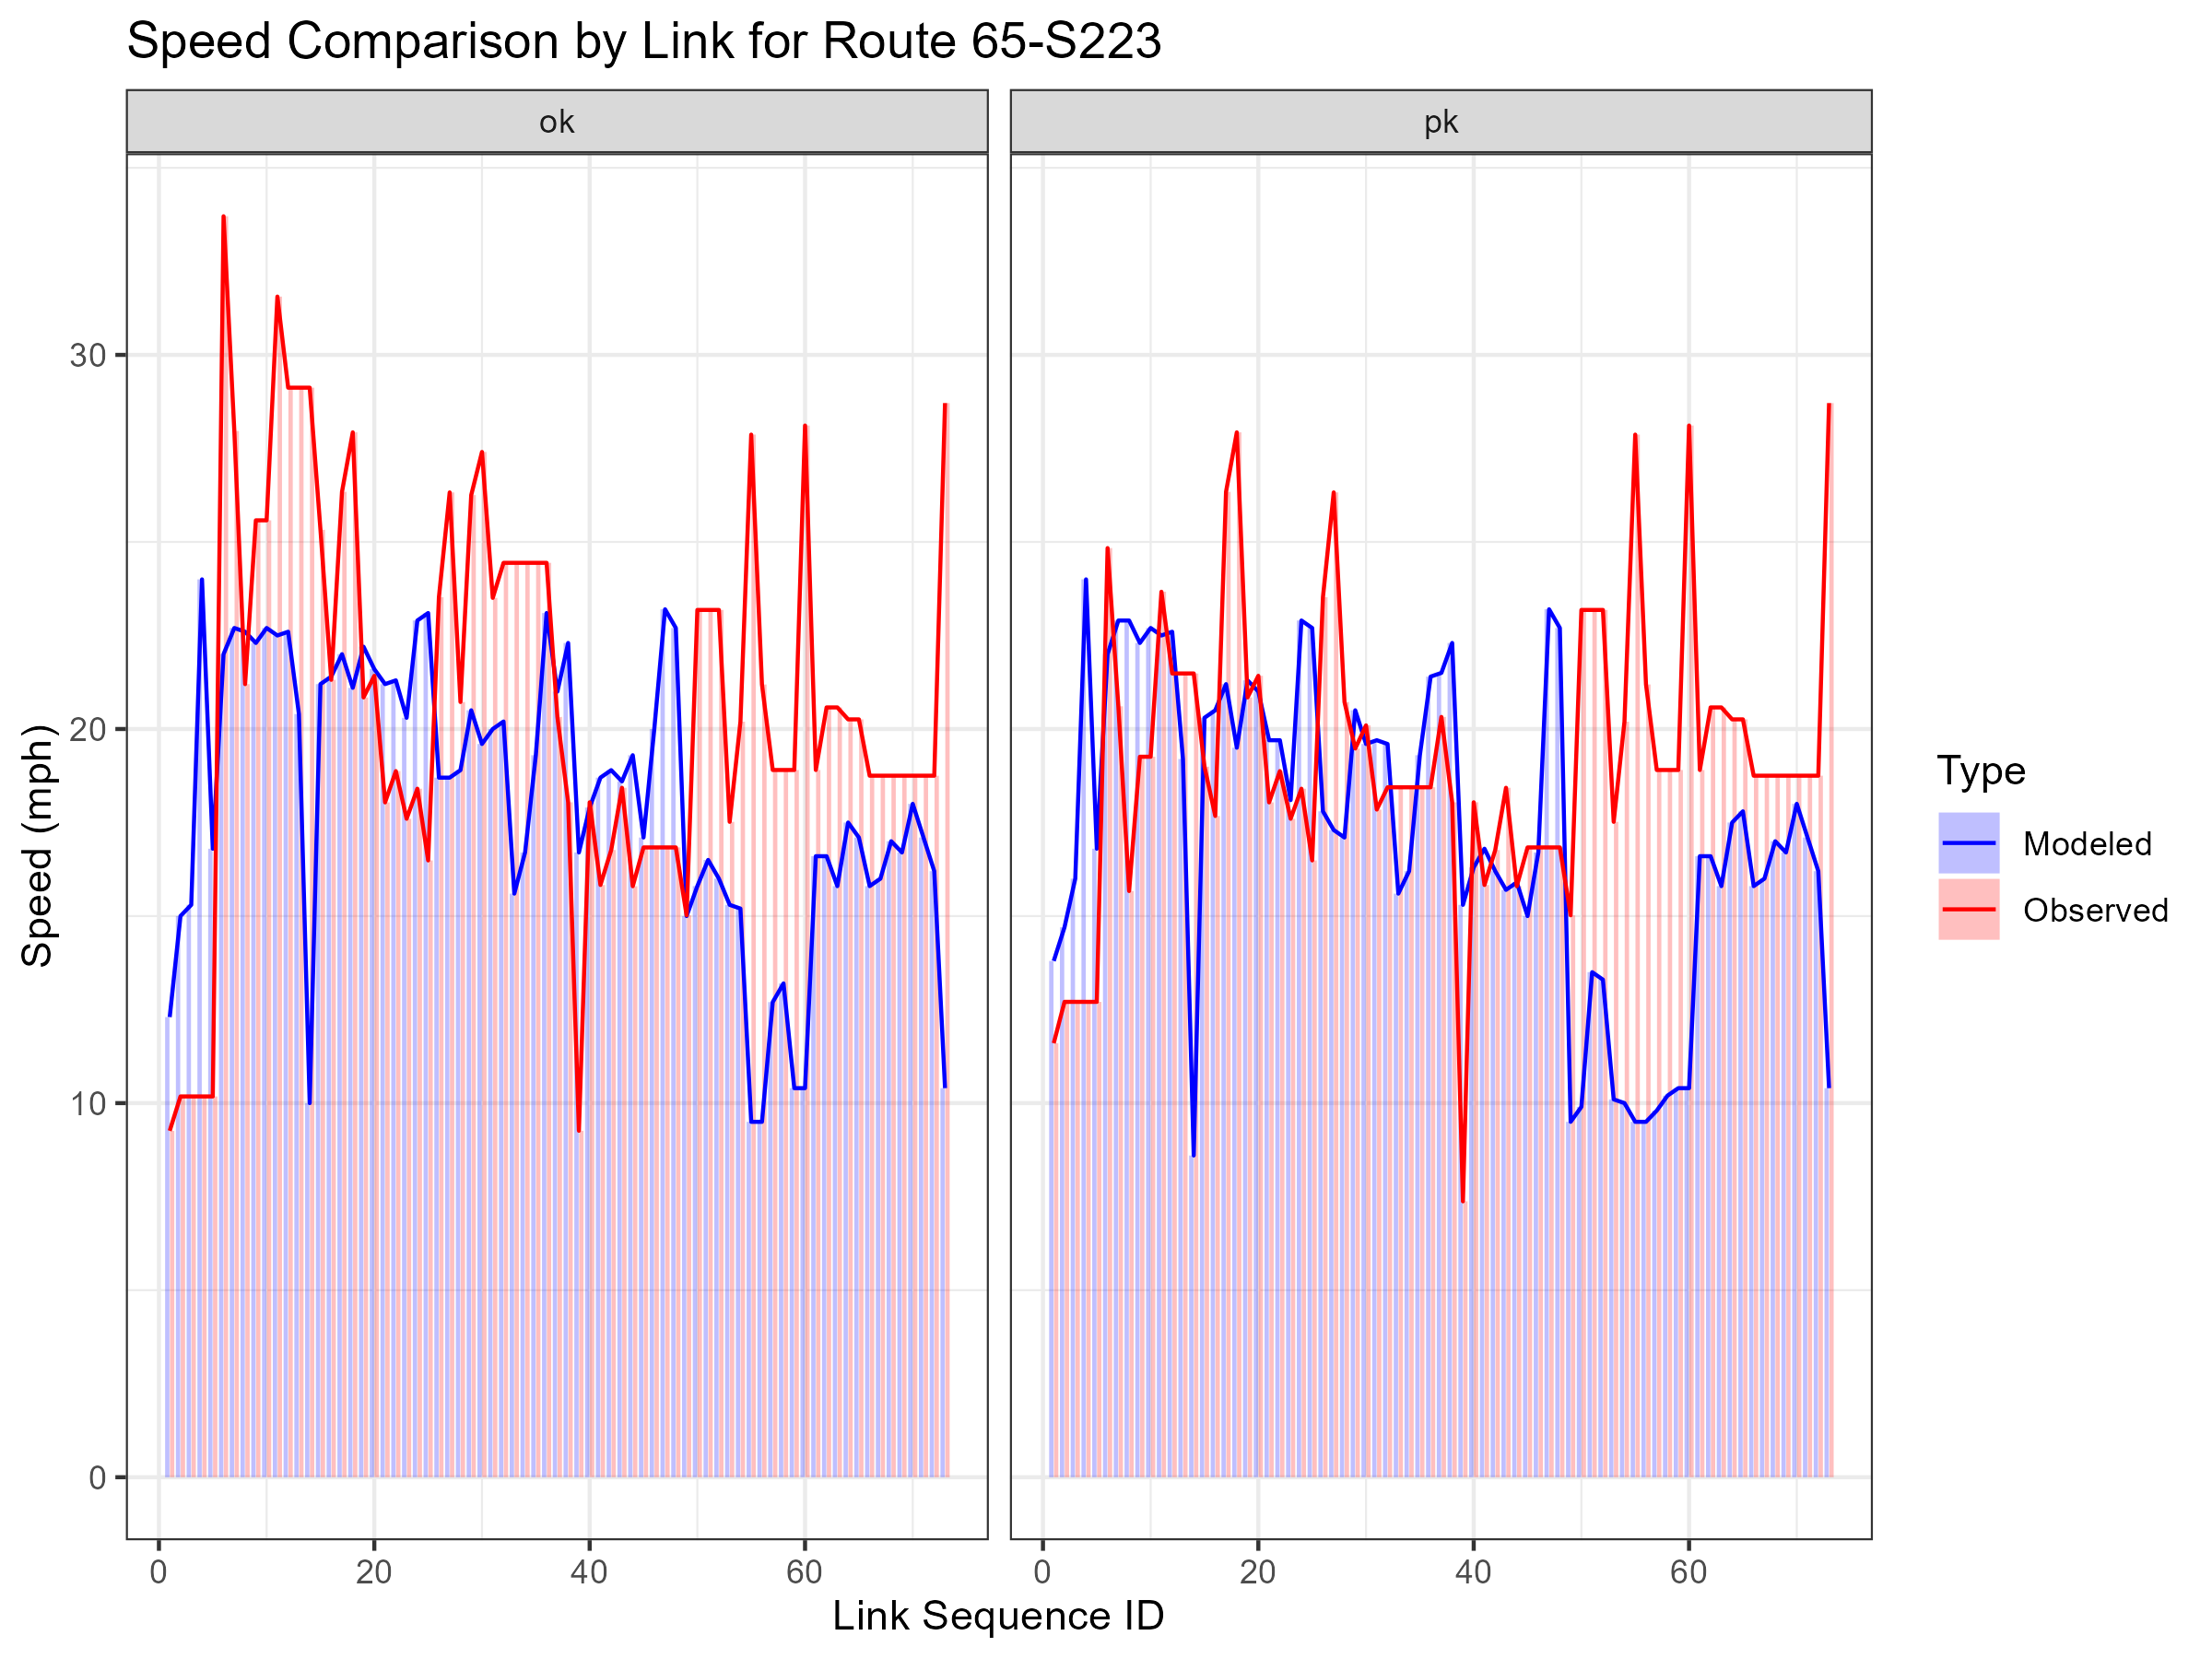 Speed Comparison by Link for Route 65-S223
ok
pk
30
20
10
0
Speed (mph)
0 20 40 60
0 20 40 60
Link Sequence ID
Type
Modeled
Observed